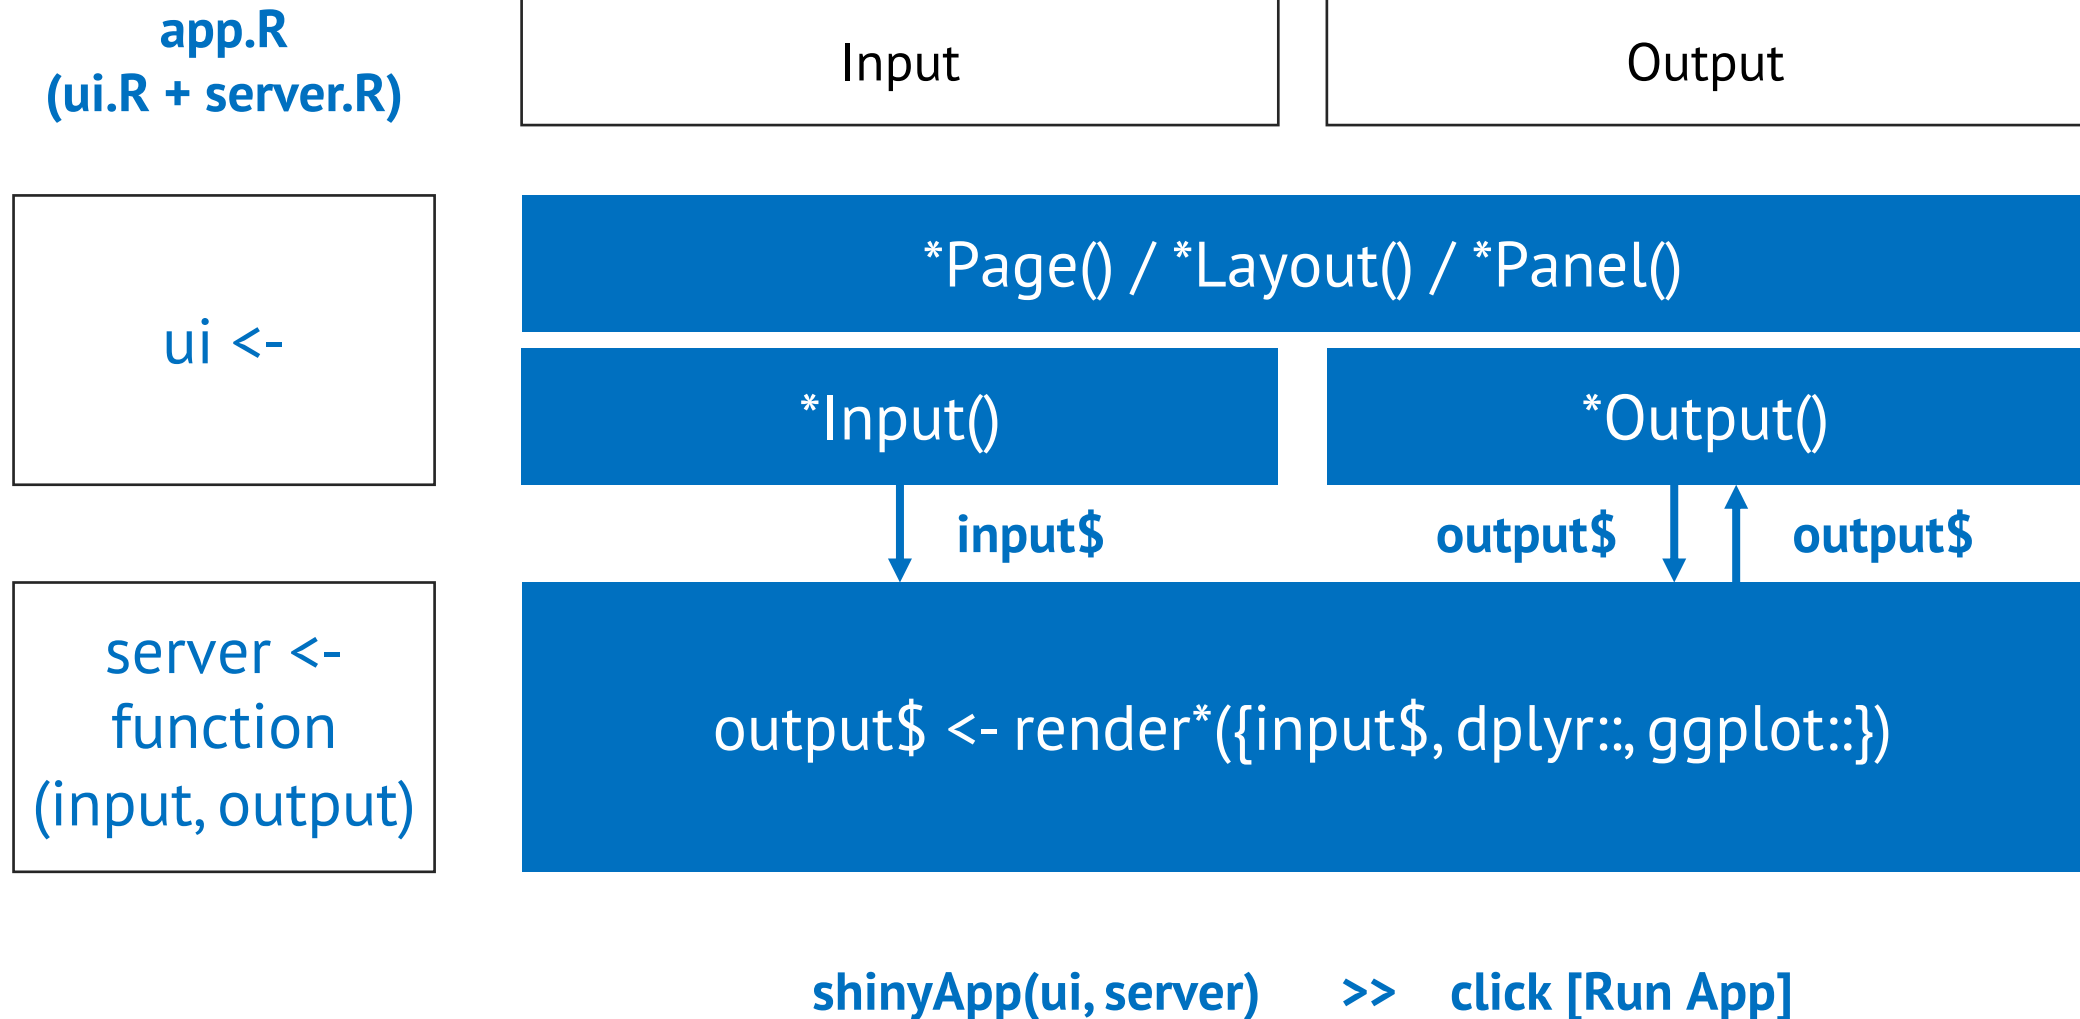 app.R
(ui.R + server.R)
Input
Output
ui <-
*Page() / *Layout() / *Panel()
*Input()
*Output()
input$
output$
output$
server <-
function
(input, output)
output$ <- render*({input$, dplyr::, ggplot::})
shinyApp(ui, server) >> click [Run App]